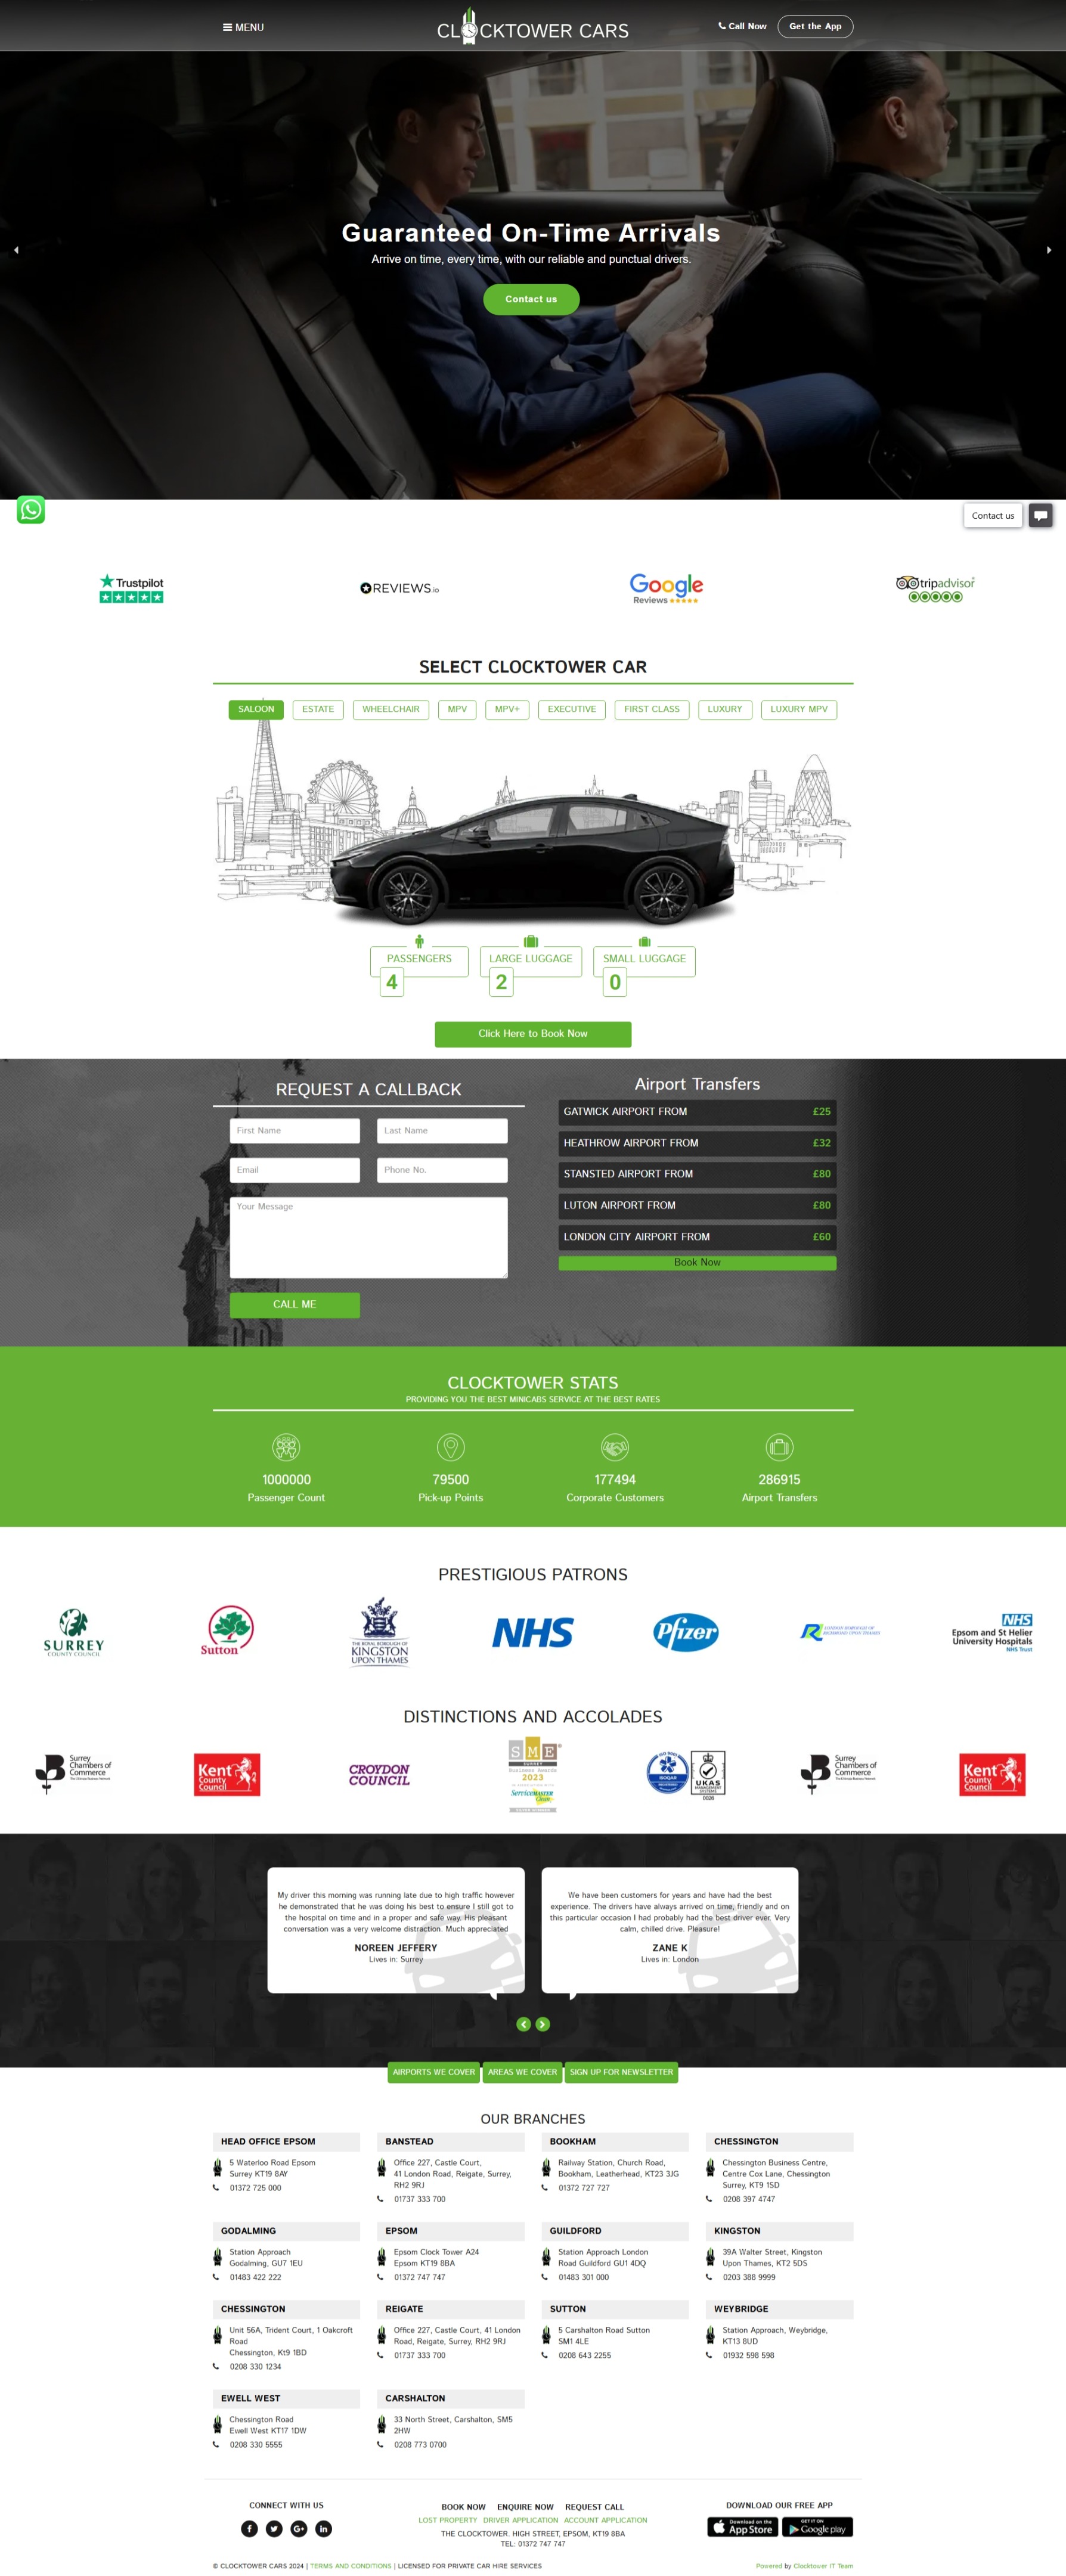 MENU
CLOCKTOWER CARS
Call Now
Get the App
Guaranteed On-Time Arrivals
Arrive on time, every time, with our reliable and punctual drivers.
Contact us
Contact us
Trustpilot
REVIEWS.io
Google
Reviews
tripadvisor
SELECT CLOCKTOWER CAR
SALOON
ESTATE
WHEELCHAIR
MPV
MPV+
EXECUTIVE
FIRST CLASS
LUXURY
LUXURY MPV
PASSENGERS
4
LARGE LUGGAGE
2
SMALL LUGGAGE
0
Click Here to Book Now
REQUEST A CALLBACK
First Name
Last Name
Email
Phone No.
Your Message
CALL ME
Airport Transfers
GATWICK AIRPORT FROM £25
HEATHROW AIRPORT FROM £32
STANSTED AIRPORT FROM £80
LUTON AIRPORT FROM £80
LONDON CITY AIRPORT FROM £60
Book Now
CLOCKTOWER STATS
PROVIDING YOU THE BEST MINICABS SERVICE AT THE BEST RATES
1000000
Passenger Count
79500
Pick-up Points
177494
Corporate Customers
286915
Airport Transfers
PRESTIGIOUS PATRONS
SURREY
COUNTY COUNCIL
Sutton
THE ROYAL BOROUGH OF
KINGSTON
UPON THAMES
NHS
Pfizer
LONDON BOROUGH OF
RICHMOND UPON THAMES
NHS
Epsom and St Helier
University Hospitals
NHS Trust
DISTINCTIONS AND ACCOLADES
Surrey
Chambers of
Commerce
Kent
County
Council
CROYDON
COUNCIL
SME
SURREY
Business Awards
2023
ServiceMASTER
Clean
ISO 9001
ISOQAR
REGISTERED
UKAS
MANAGEMENT
SYSTEMS
0026
Surrey
Chambers of
Commerce
Kent
County
Council
My driver this morning was running late due to high traffic however
he demonstrated that he was doing his best to ensure I still got to
the hospital on time and in a proper and safe way. His pleasant
conversation was a very welcome distraction. Much appreciated
NOREEN JEFFERY
Lives in: Surrey
We have been customers for years and have had the best
experience. The drivers have always arrived on time, friendly and on
this particular occasion I had probably had the best driver ever. Very
calm, chilled drive. Pleasure!
ZANE K
Lives in: London
AIRPORTS WE COVER
AREAS WE COVER
SIGN UP FOR NEWSLETTER
OUR BRANCHES
HEAD OFFICE EPSOM
5 Waterloo Road Epsom
Surrey KT19 8AY
01372 725 000
BANSTEAD
Office 227, Castle Court,
41 London Road, Reigate, Surrey,
RH2 9RJ
01737 333 700
BOOKHAM
Railway Station, Church Road,
Bookham, Leatherhead, KT23 3JG
01372 727 727
CHESSINGTON
Chessington Business Centre,
Centre Cox Lane, Chessington
Surrey, KT9 1SD
0208 397 4747
GODALMING
Station Approach
Godalming, GU7 1EU
01483 422 222
EPSOM
Epsom Clock Tower A24
Epsom KT19 8BA
01372 747 747
GUILDFORD
Station Approach London
Road Guildford GU1 4DQ
01483 301 000
KINGSTON
39A Walter Street, Kingston
Upon Thames, KT2 5DS
0203 388 9999
CHESSINGTON
Unit 56A, Trident Court, 1 Oakcroft
Road
Chessington, Kt9 1BD
0208 330 1234
REIGATE
Office 227, Castle Court, 41 London
Road, Reigate, Surrey, RH2 9RJ
01737 333 700
SUTTON
5 Carshalton Road Sutton
SM1 4LE
0208 643 2255
WEYBRIDGE
Station Approach, Weybridge,
KT13 8UD
01932 598 598
EWELL WEST
Chessington Road
Ewell West KT17 1DW
0208 330 5555
CARSHALTON
33 North Street, Carshalton, SM5
2HW
0208 773 0700
CONNECT WITH US
BOOK NOW ENQUIRE NOW REQUEST CALL
LOST PROPERTY DRIVER APPLICATION ACCOUNT APPLICATION
THE CLOCKTOWER. HIGH STREET, EPSOM, KT19 8BA
TEL: 01372 747 747
DOWNLOAD OUR FREE APP
Download on the
App Store
GET IT ON
Google play
© CLOCKTOWER CARS 2024 | TERMS AND CONDITIONS | LICENSED FOR PRIVATE CAR HIRE SERVICES
Powered by Clocktower IT Team